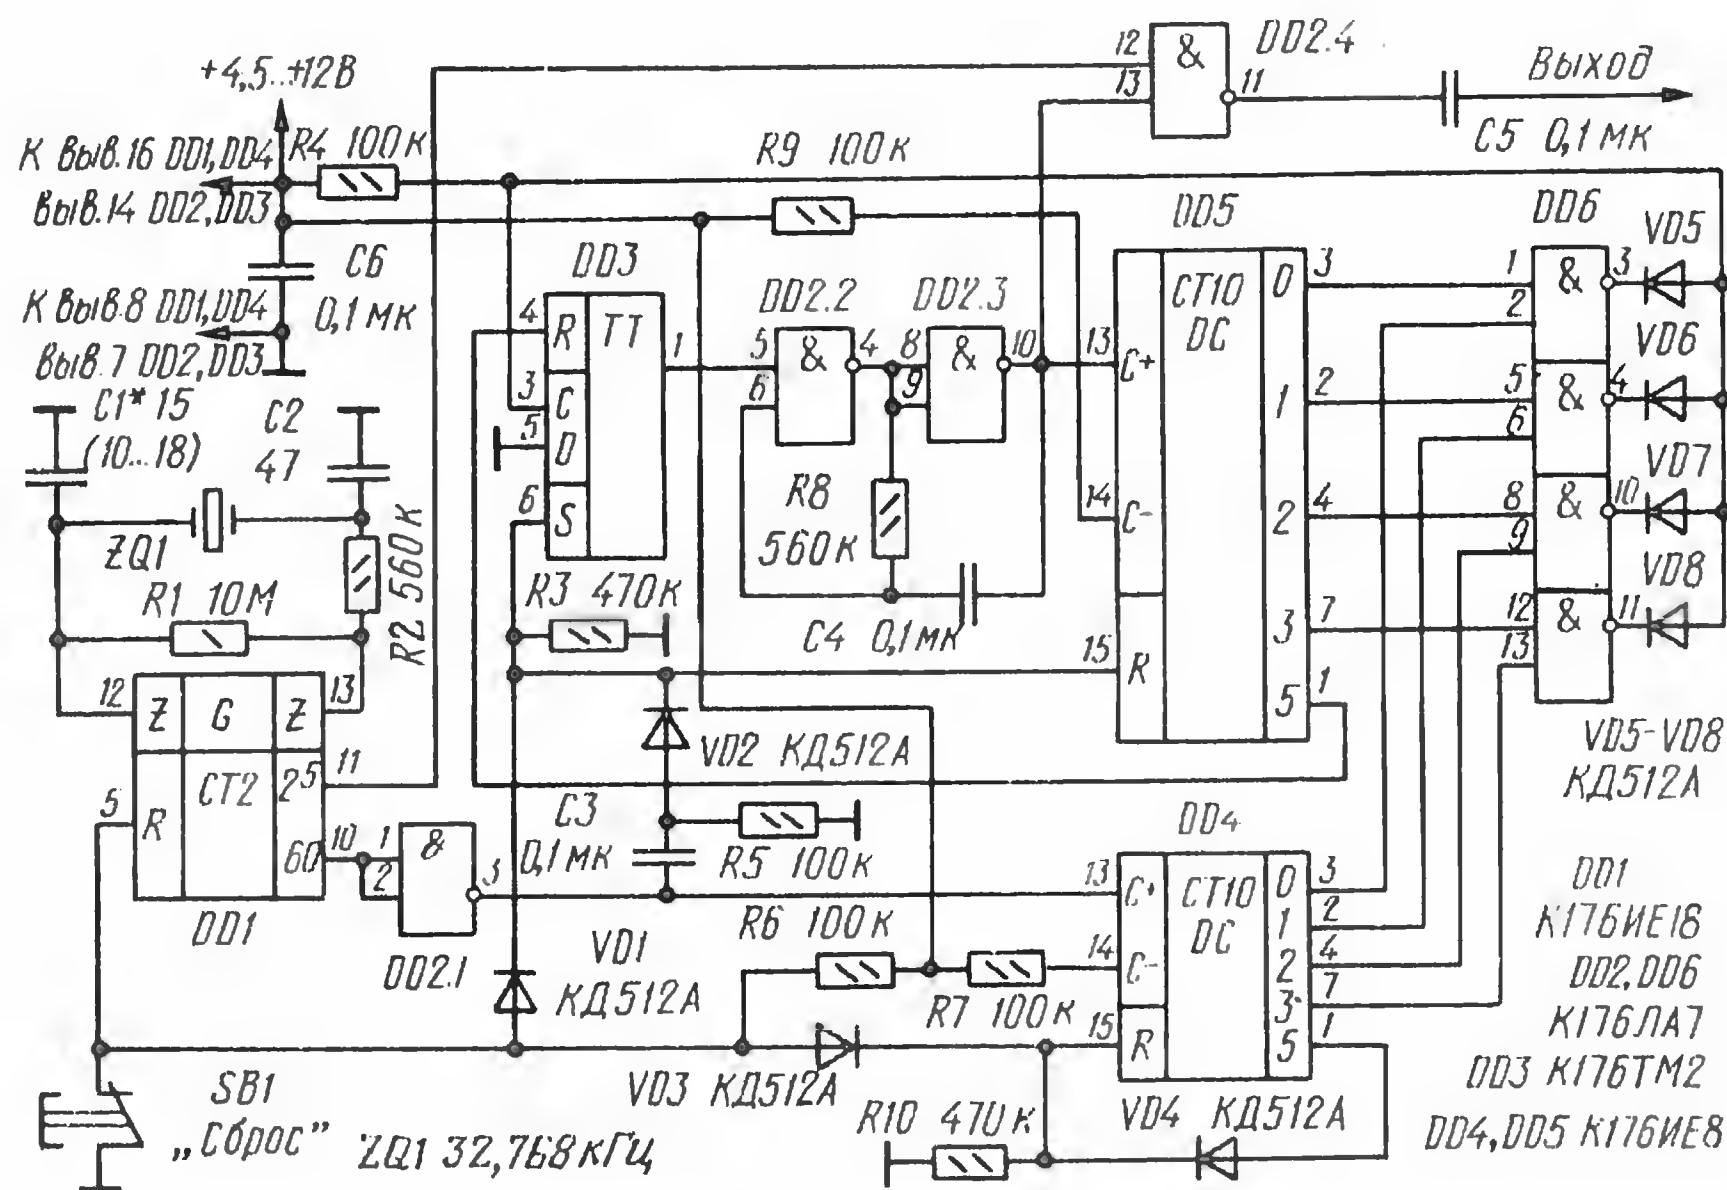 +4,5...+12В
К выв.16 DD1,DD4
Выв.14 DD2,DD3
R4 100к
R9 100к
12
13
&
DD2.4
11
Выход
C5 0,1мк
C6
0,1мк
К выв.8 DD1,DD4
Выв.7 DD2,DD3
C1* 15
(10...18)
C2
47
ZQ1
R1 10М
R2 560к
DD3
4
R
TT
3
C
5
D
6
S
1
DD2.2
5
6
&
4
DD2.3
8
9
&
10
R8
560к
C4 0,1мк
R3 470к
DD5
13
C+
CT10
DC
14
C-
15
R
0
3
1
2
2
4
3
7
5
1
DD6
1
2
&
3
VD5
5
6
&
4
VD6
8
9
&
10
VD7
12
13
&
11
VD8
VD5-VD8
КД512А
12
Z
G
Z
13
5
R
CT2
2⁵
11
60
10
DD1
1
2
&
3
DD2.1
VD2 КД512А
C3
0,1мк
R5 100к
VD1
КД512А
R6 100к
R7 100к
VD3 КД512А
DD4
13
C+
CT10
DC
14
C-
15
R
0
3
1
2
2
4
3
7
5
1
VD4 КД512А
R10 470к
SB1
„Сброс”
ZQ1 32,768кГц
DD1
К176ИЕ18
DD2,DD6
К176ЛА7
DD3 К176ТМ2
DD4,DD5 К176ИЕ8